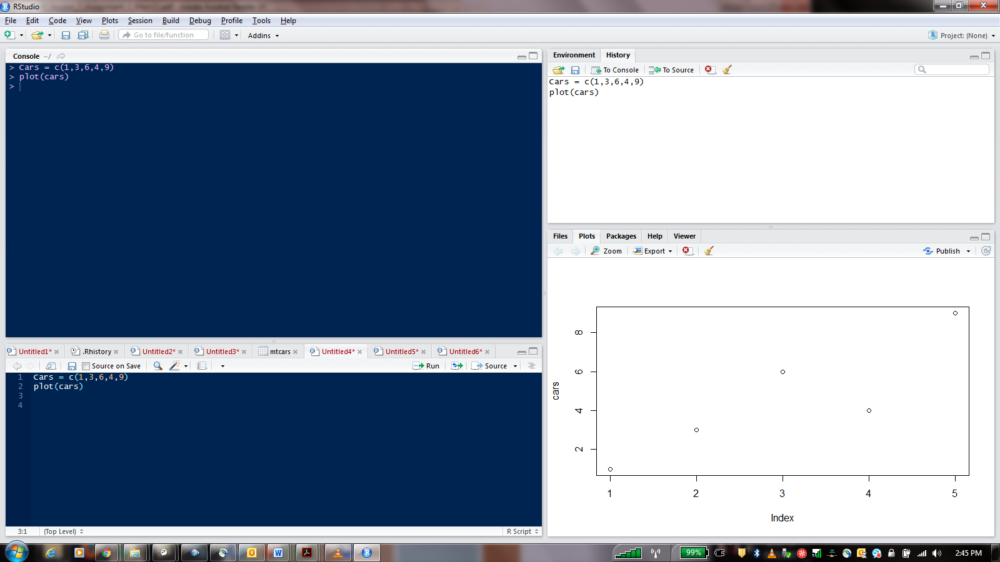 RStudio
File Edit Code View Plots Session Build Debug Profile Tools Help
Go to file/function Addins Project: (None)
Console ~/
> Cars = c(1,3,6,4,9)
> plot(cars)
>
Environment History
To Console To Source
Cars = c(1,3,6,4,9)
plot(cars)
Untitled1* .Rhistory Untitled2* Untitled3* mtcars Untitled4* Untitled5* Untitled6*
Source on Save Run Source
1 Cars = c(1,3,6,4,9)
2 plot(cars)
3
4
3:1 (Top Level) R Script
Files Plots Packages Help Viewer
Zoom Export Publish
cars
8
6
4
2
1 2 3 4 5
Index
99% 2:45 PM